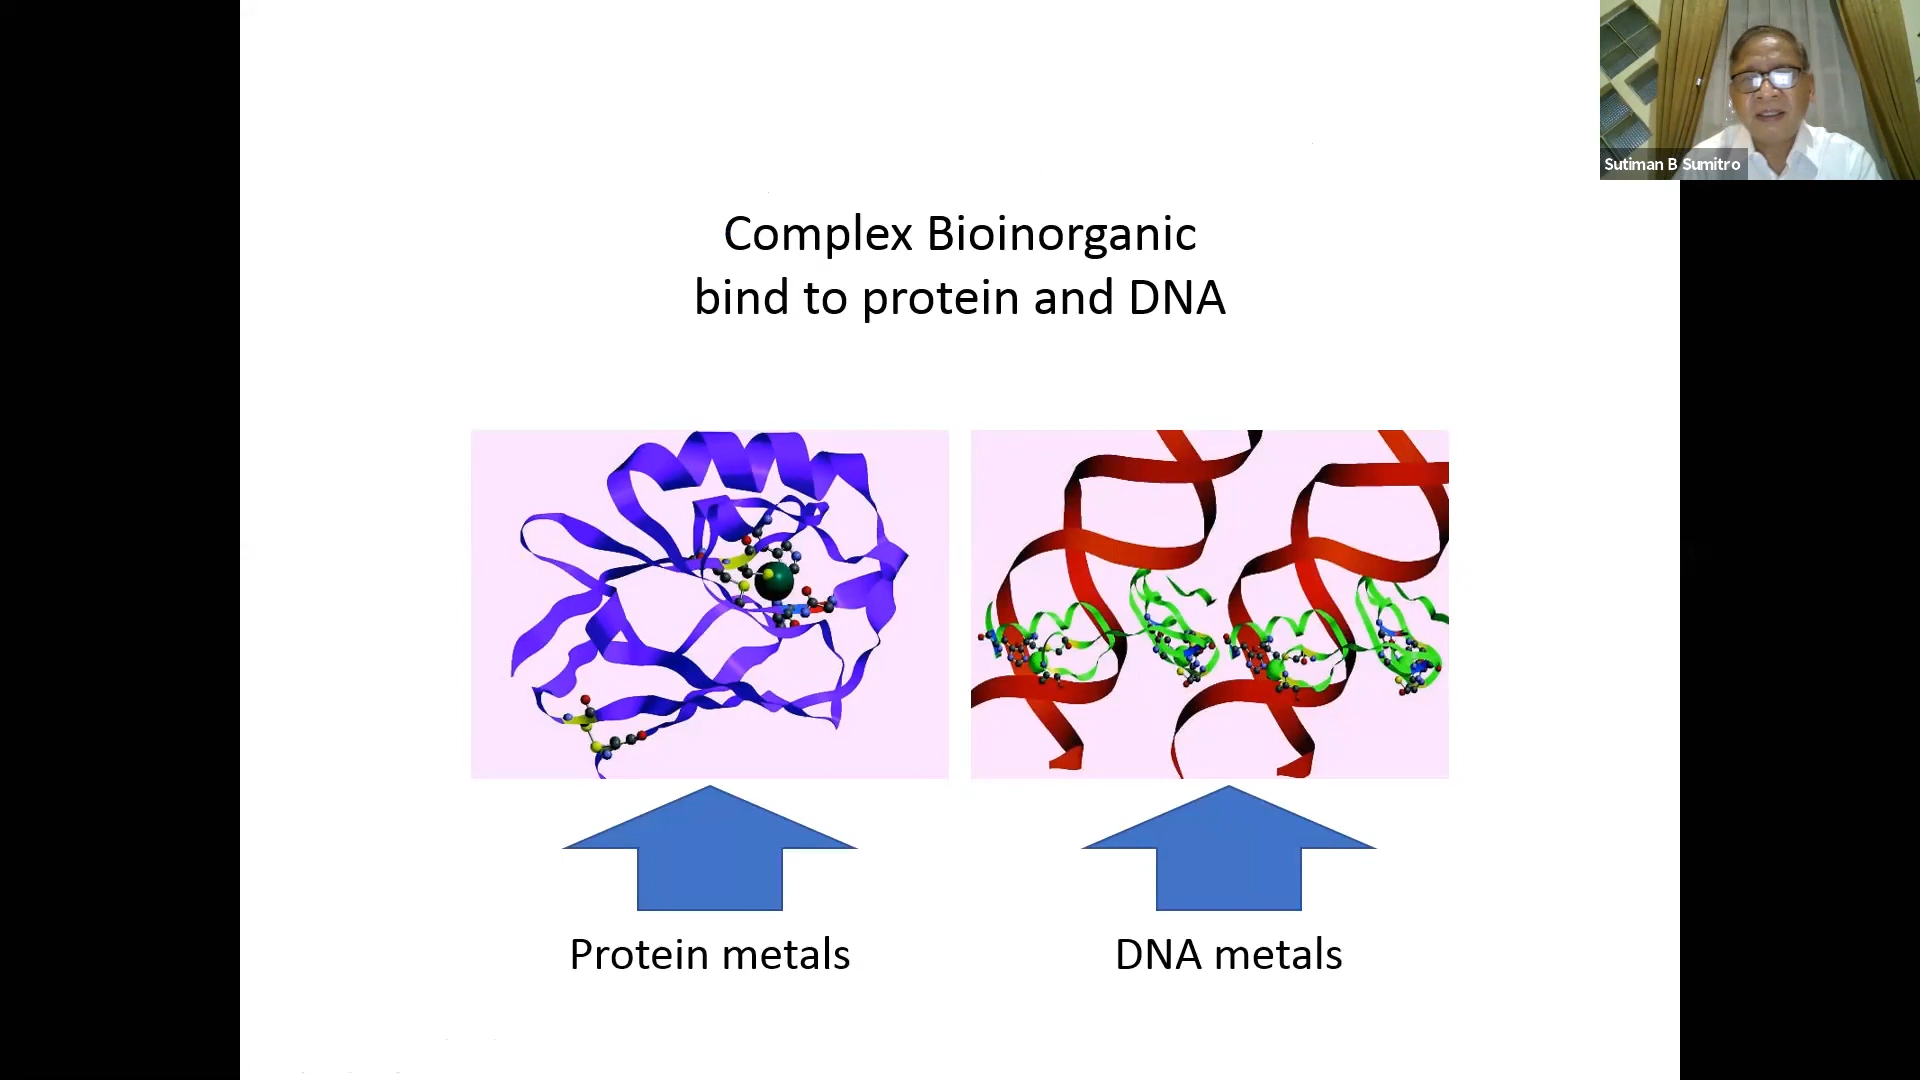 Sutiman B Sumitro
Complex Bioinorganic
bind to protein and DNA
Protein metals
DNA metals